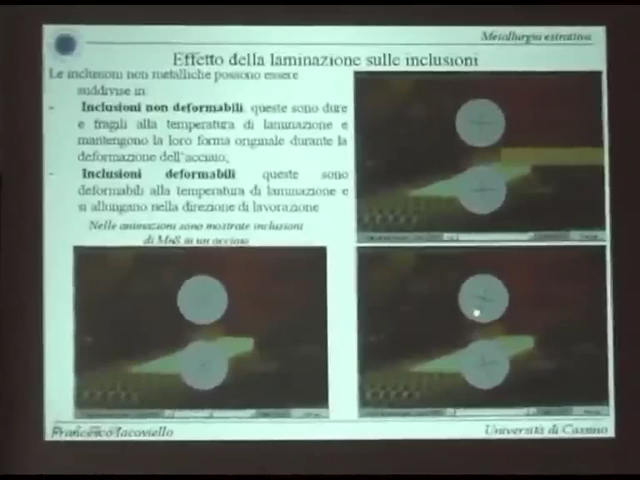 Metallurgia estrattiva
Effetto della laminazione sulle inclusioni
Le inclusioni non metalliche possono essere
suddivise in
- Inclusioni non deformabili, queste sono dure
e fragili alla temperatura di laminazione e
mantengono la loro forma originale durante la
deformazione dell'acciaio;
- Inclusioni deformabili queste sono
deformabili alla temperatura di laminazione e
si allungano nella direzione di lavorazione
Nelle animazioni sono mostrate inclusioni
di MnS in un acciaio
Francesco Iacoviello
Università di Cassino